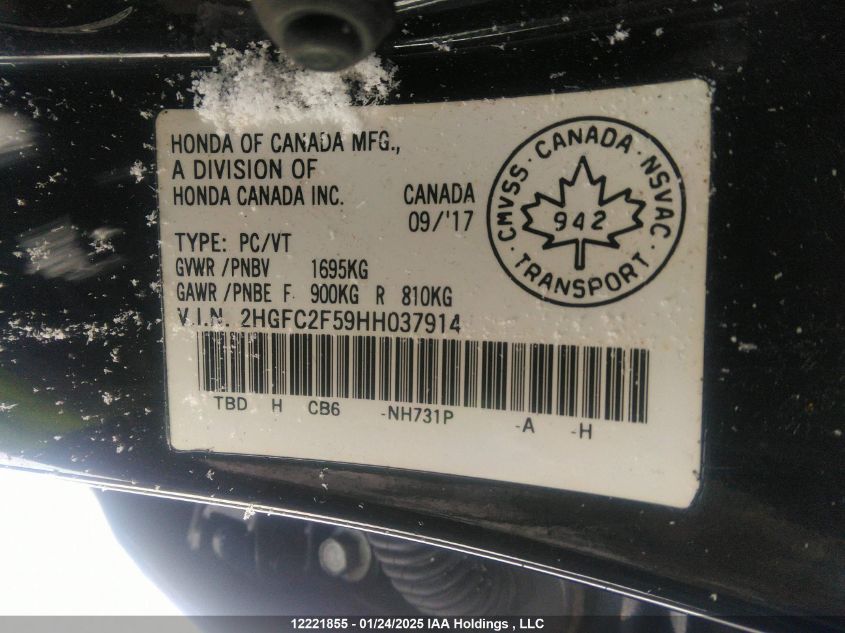 HONDA OF CANADA MFG.,
A DIVISION OF
HONDA CANADA INC.
CANADA
09/'17
TYPE: PC/VT
GVWR /PNBV 1695KG
GAWR /PNBE F 900KG R 810KG
V.I.N. 2HGFC2F59HH037914
TBD H CB6 -NH731P -A -H
CMVSS · CANADA · NSVAC · TRANSPORT ·
942
12221855 - 01/24/2025 IAA Holdings , LLC